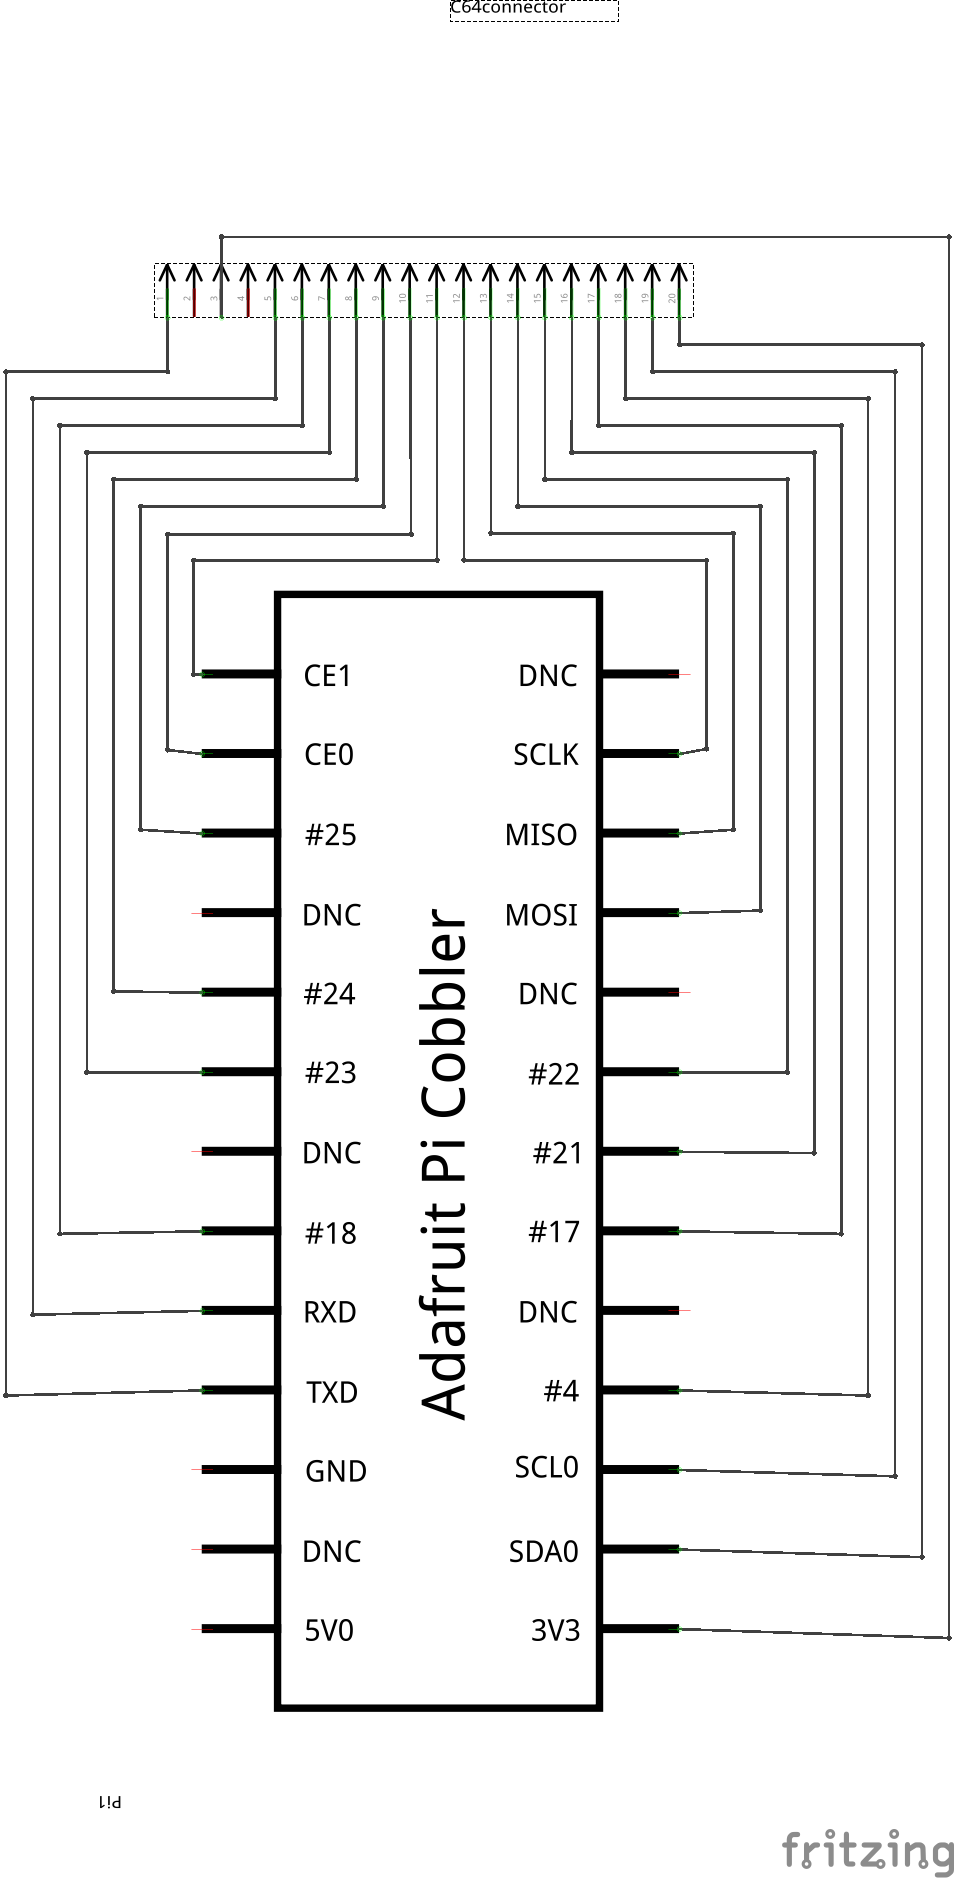 C64connector
1 2 3 4 5 6 7 8 9 10 11 12 13 14 15 16 17 18 19 20
CE1 DNC
CE0 SCLK
#25 MISO
DNC MOSI
#24 DNC
#23 #22
DNC #21
#18 #17
RXD DNC
TXD #4
GND SCL0
DNC SDA0
5V0 3V3
Adafruit Pi Cobbler
Pi1
fritzing